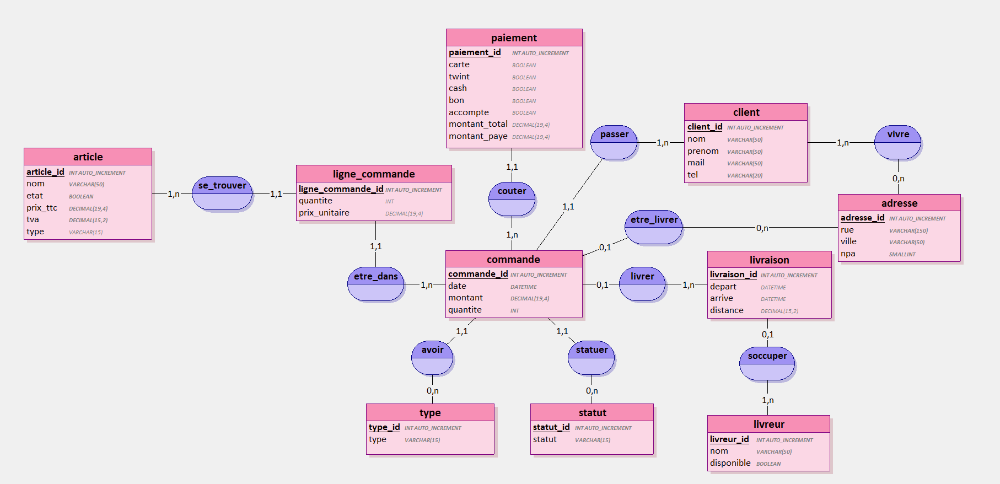 paiement
paiement_id INT AUTO_INCREMENT
carte BOOLEAN
twint BOOLEAN
cash BOOLEAN
bon BOOLEAN
accompte BOOLEAN
montant_total DECIMAL(19,4)
montant_paye DECIMAL(19,4)
client
client_id INT AUTO_INCREMENT
nom VARCHAR(50)
prenom VARCHAR(50)
mail VARCHAR(50)
tel VARCHAR(20)
passer
1,n
1,n
vivre
0,n
1,1
article
article_id INT AUTO_INCREMENT
nom VARCHAR(50)
etat BOOLEAN
prix_ttc DECIMAL(19,4)
tva DECIMAL(15,2)
type VARCHAR(15)
1,n
se_trouver
1,1
ligne_commande
ligne_commande_id INT AUTO_INCREMENT
quantite INT
prix_unitaire DECIMAL(19,4)
1,1
couter
1,n
1,1
etre_livrer
0,n
0,1
adresse
adresse_id INT AUTO_INCREMENT
rue VARCHAR(150)
ville VARCHAR(50)
npa SMALLINT
etre_dans
1,n
commande
commande_id INT AUTO_INCREMENT
date DATETIME
montant DECIMAL(19,4)
quantite INT
0,1
livrer
1,n
livraison
livraison_id INT AUTO_INCREMENT
depart DATETIME
arrive DATETIME
distance DECIMAL(15,2)
1,1
1,1
0,1
avoir
statuer
soccuper
0,n
0,n
1,n
type
type_id INT AUTO_INCREMENT
type VARCHAR(15)
statut
statut_id INT AUTO_INCREMENT
statut VARCHAR(15)
livreur
livreur_id INT AUTO_INCREMENT
nom VARCHAR(50)
disponible BOOLEAN